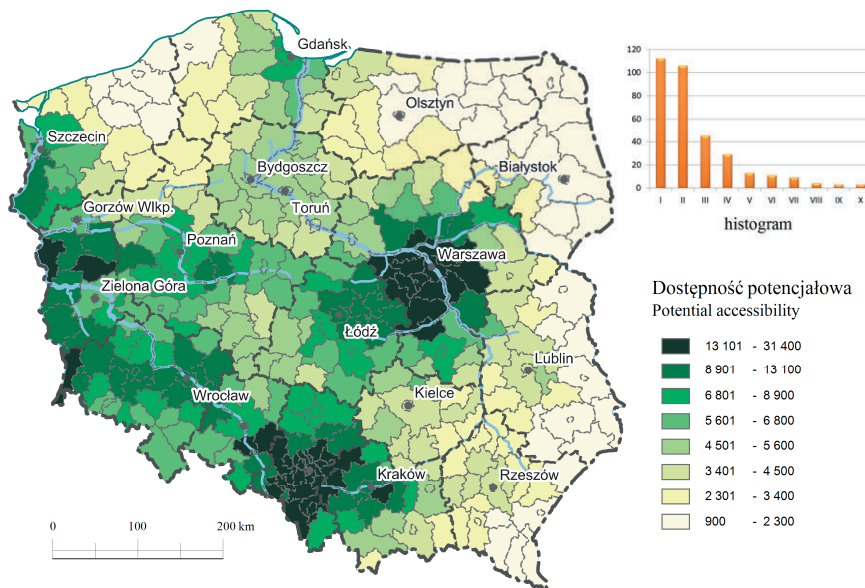 Gdańsk
Olsztyn
Szczecin
Bydgoszcz
Białystok
Toruń
Gorzów Wlkp.
Poznań
Warszawa
Zielona Góra
Łódź
Lublin
Wrocław
Kielce
Kraków
Rzeszów
0 100 200 km
120
100
80
60
40
20
0
I II III IV V VI VII VIII IX X
histogram
Dostępność potencjałowa
Potential accessibility
13 101 - 31 400
8 901 - 13 100
6 801 - 8 900
5 601 - 6 800
4 501 - 5 600
3 401 - 4 500
2 301 - 3 400
900 - 2 300